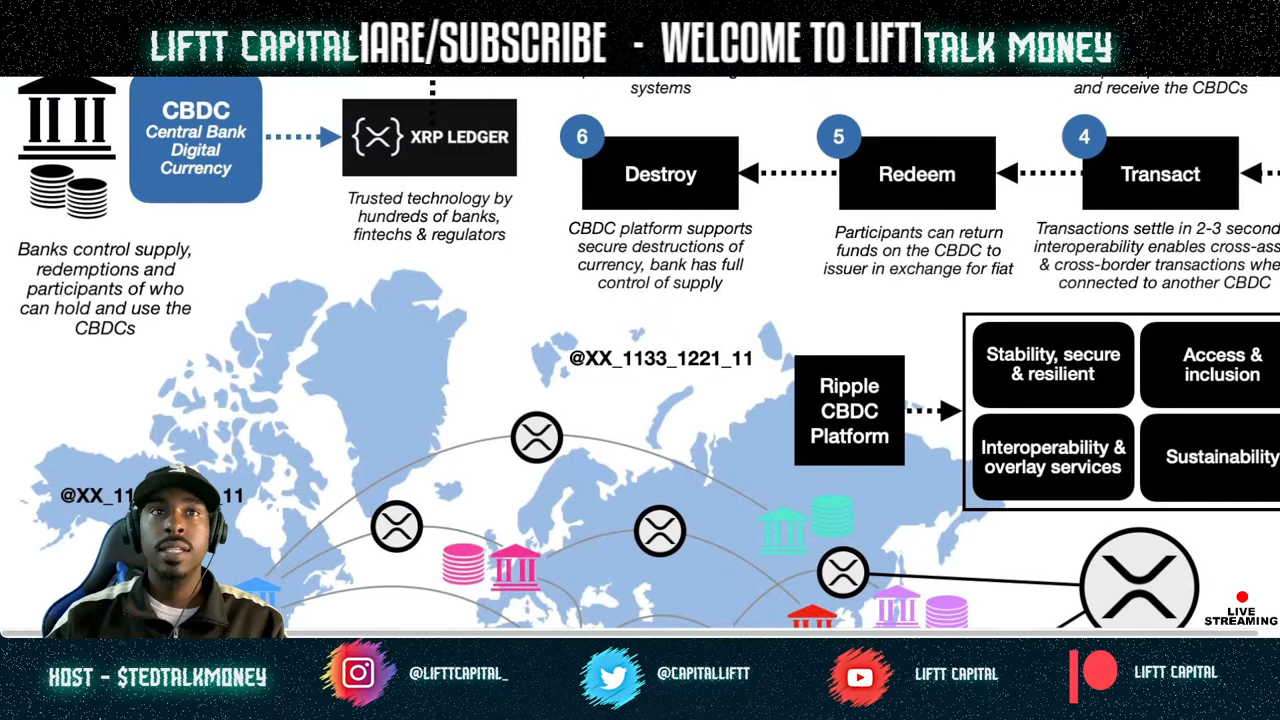 LIFTT CAPITAL
HARE/SUBSCRIBE - WELCOME TO LIFTT
TALK MONEY
systems
and receive the CBDCs
CBDC
Central Bank
Digital
Currency
XRP LEDGER
Trusted technology by
hundreds of banks,
fintechs & regulators
Banks control supply,
redemptions and
participants of who
can hold and use the
CBDCs
6
Destroy
CBDC platform supports
secure destructions of
currency, bank has full
control of supply
5
Redeem
Participants can return
funds on the CBDC to
issuer in exchange for fiat
4
Transact
Transactions settle in 2-3 second
interoperability enables cross-ass
& cross-border transactions whe
connected to another CBDC
@XX_1133_1221_11
Ripple
CBDC
Platform
Stability, secure
& resilient
Access &
inclusion
Interoperability &
overlay services
Sustainability
@XX_11 11
LIVE
STREAMING
HOST - $TEDTALKMONEY
@LIFTTCAPITAL_
@CAPITALLIFTT
LIFTT CAPITAL
LIFTT CAPITAL